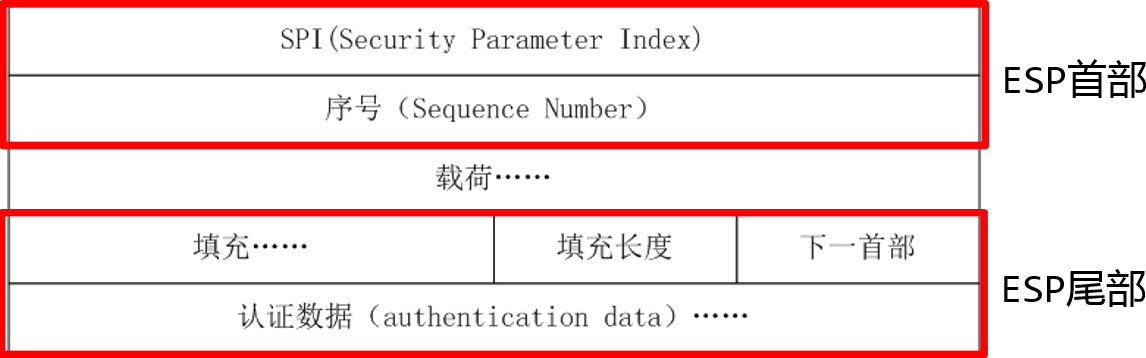 SPI(Security Parameter Index)
ESP首部
序号（Sequence Number）
载荷……
填充…… 填充长度 下一首部
ESP尾部
认证数据（authentication data）……